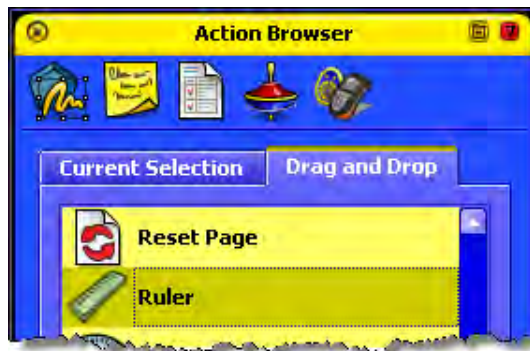 Action Browser
Current Selection
Drag and Drop
Reset Page
Ruler